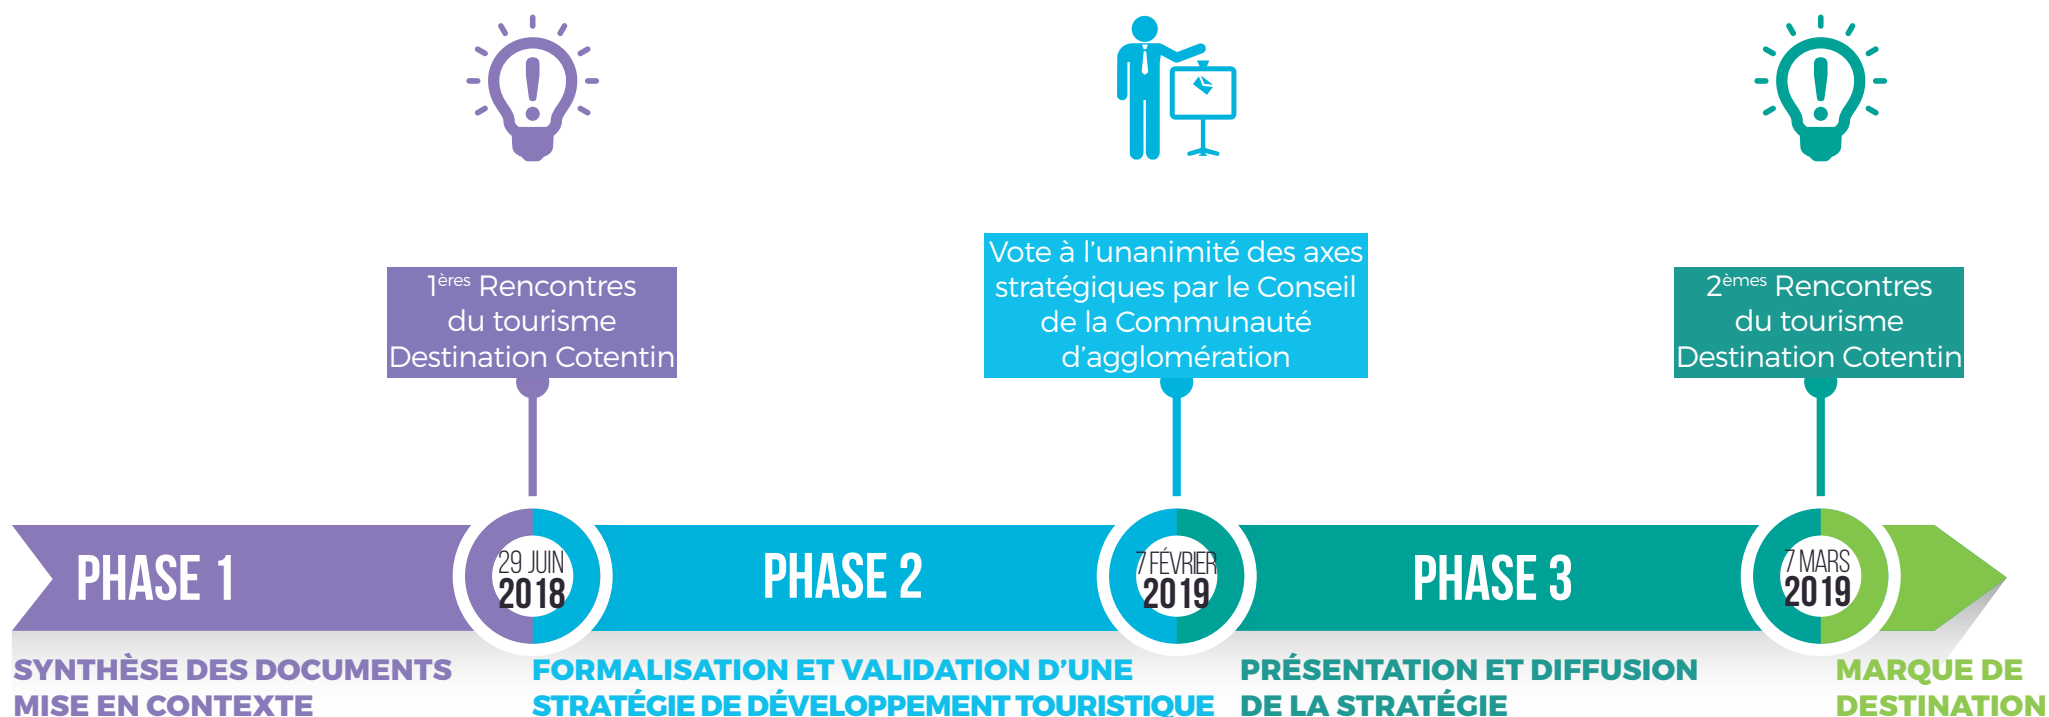 1ères Rencontres
du tourisme
Destination Cotentin
Vote à l’unanimité des axes
stratégiques par le Conseil
de la Communauté
d’agglomération
2èmes Rencontres
du tourisme
Destination Cotentin
PHASE 1
29 JUIN
2018
PHASE 2
7 FÉVRIER
2019
PHASE 3
7 MARS
2019
SYNTHÈSE DES DOCUMENTS
MISE EN CONTEXTE
FORMALISATION ET VALIDATION D’UNE
STRATÉGIE DE DÉVELOPPEMENT TOURISTIQUE
PRÉSENTATION ET DIFFUSION
DE LA STRATÉGIE
MARQUE DE
DESTINATION